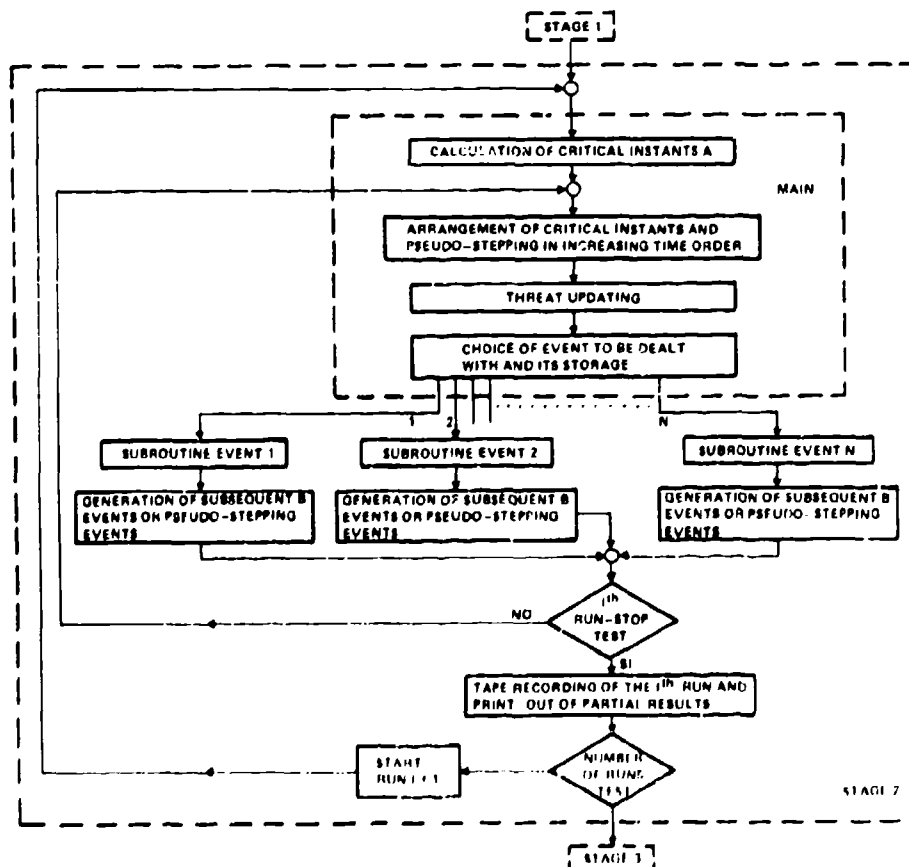 STAGE 1
CALCULATION OF CRITICAL INSTANTS A
MAIN
ARRANGEMENT OF CRITICAL INSTANTS AND
PSEUDO-STEPPING IN INCREASING TIME ORDER
THREAT UPDATING
CHOICE OF EVENT TO BE DEALT
WITH AND ITS STORAGE
1
2
N
SUBROUTINE EVENT 1
SUBROUTINE EVENT 2
SUBROUTINE EVENT N
GENERATION OF SUBSEQUENT B
EVENTS OR PSEUDO-STEPPING
EVENTS
GENERATION OF SUBSEQUENT B
EVENTS OR PSEUDO-STEPPING
EVENTS
GENERATION OF SUBSEQUENT B
EVENTS OR PSEUDO-STEPPING
EVENTS
NO
Ith
RUN-STOP
TEST
SI
TAPE RECORDING OF THE Ith RUN AND
PRINT OUT OF PARTIAL RESULTS
START
RUN
NUMBER
OF RUNS
TEST
STAGE 2
STAGE 3